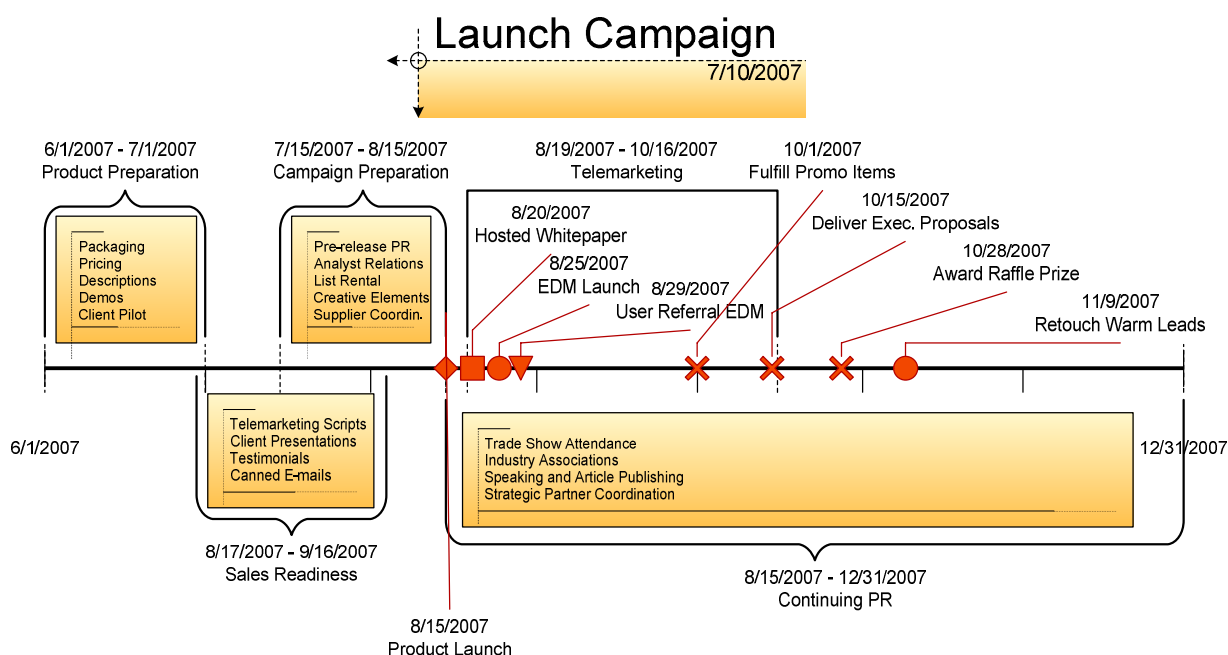 Launch Campaign
7/10/2007
6/1/2007 - 7/1/2007
Product Preparation
7/15/2007 - 8/15/2007
Campaign Preparation
8/19/2007 - 10/16/2007
Telemarketing
10/1/2007
Fulfill Promo Items
10/15/2007
Deliver Exec. Proposals
8/20/2007
Hosted Whitepaper
8/25/2007
EDM Launch
8/29/2007
User Referral EDM
10/28/2007
Award Raffle Prize
11/9/2007
Retouch Warm Leads
Packaging
Pricing
Descriptions
Demos
Client Pilot
Pre-release PR
Analyst Relations
List Rental
Creative Elements
Supplier Coordin.
6/1/2007
12/31/2007
Telemarketing Scripts
Client Presentations
Testimonials
Canned E-mails
Trade Show Attendance
Industry Associations
Speaking and Article Publishing
Strategic Partner Coordination
8/17/2007 - 9/16/2007
Sales Readiness
8/15/2007 - 12/31/2007
Continuing PR
8/15/2007
Product Launch